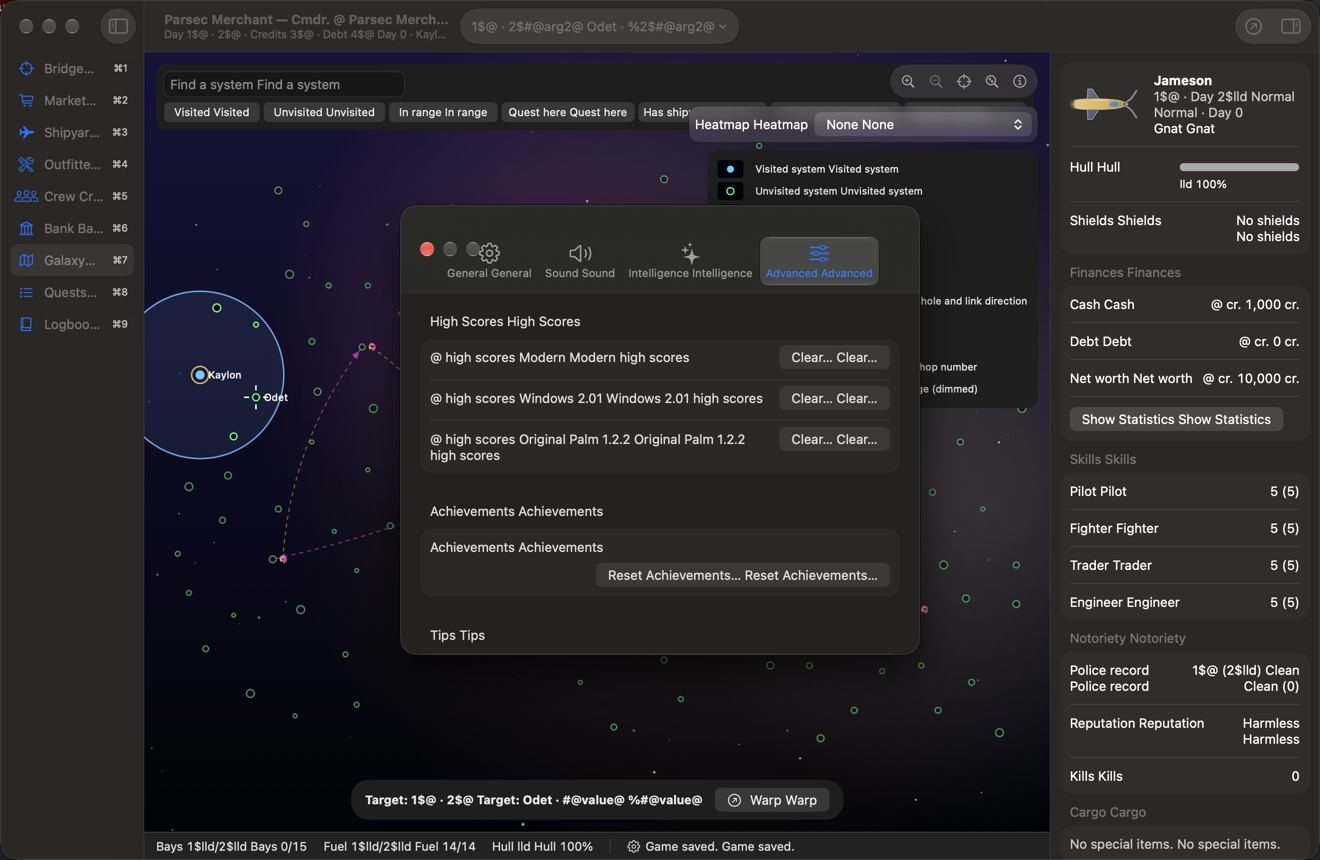 Parsec Merchant — Cmdr. @ Parsec Merch...
Day 1$@ · 2$@ · Credits 3$@ · Debt 4$@ Day 0 · Kayl...
1$@ · 2$#@arg2@ Odet · %2$#@arg2@
Bridge... ⌘1
Market... ⌘2
Shipyar... ⌘3
Outfitte... ⌘4
Crew Cr... ⌘5
Bank Ba... ⌘6
Galaxy... ⌘7
Quests... ⌘8
Logboo... ⌘9
Find a system Find a system
Visited Visited
Unvisited Unvisited
In range In range
Quest here Quest here
Has ship
Heatmap Heatmap
None None
Visited system Visited system
Unvisited system Unvisited system
hole and link direction
hop number
ge (dimmed)
Kaylon
Odet
General General
Sound Sound
Intelligence Intelligence
Advanced Advanced
High Scores High Scores
@ high scores Modern Modern high scores
Clear... Clear...
@ high scores Windows 2.01 Windows 2.01 high scores
Clear... Clear...
@ high scores Original Palm 1.2.2 Original Palm 1.2.2
high scores
Clear... Clear...
Achievements Achievements
Achievements Achievements
Reset Achievements... Reset Achievements...
Tips Tips
Target: 1$@ · 2$@ Target: Odet · #@value@ %#@value@
Warp Warp
Bays 1$lld/2$lld Bays 0/15
Fuel 1$lld/2$lld Fuel 14/14
Hull lld Hull 100%
Game saved. Game saved.
Jameson
1$@ · Day 2$lld Normal
Normal · Day 0
Gnat Gnat
Hull Hull
lld 100%
Shields Shields
No shields
No shields
Finances Finances
Cash Cash
@ cr. 1,000 cr.
Debt Debt
@ cr. 0 cr.
Net worth Net worth
@ cr. 10,000 cr.
Show Statistics Show Statistics
Skills Skills
Pilot Pilot
5 (5)
Fighter Fighter
5 (5)
Trader Trader
5 (5)
Engineer Engineer
5 (5)
Notoriety Notoriety
Police record
Police record
1$@ (2$lld) Clean
Clean (0)
Reputation Reputation
Harmless
Harmless
Kills Kills
0
Cargo Cargo
No special items. No special items.